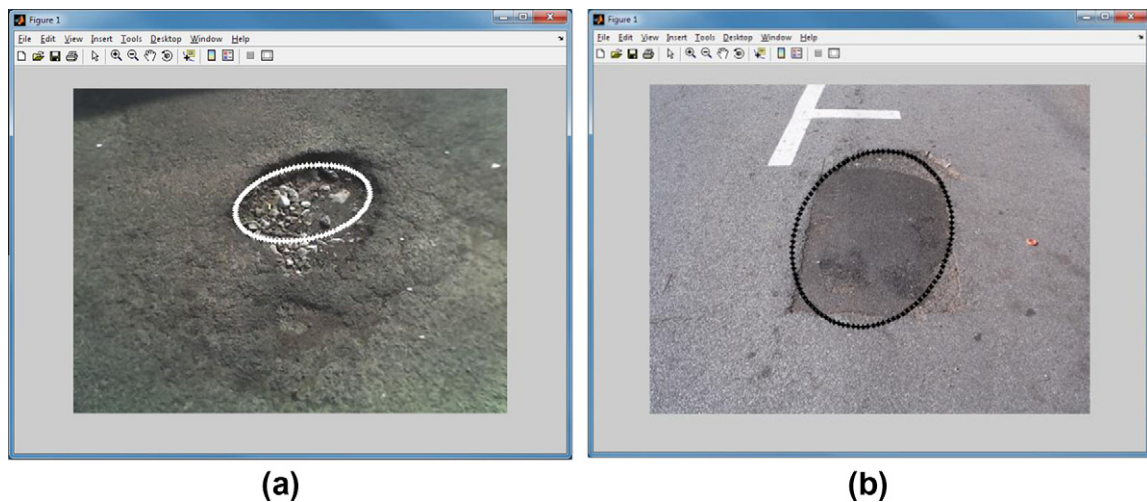 Figure 1
File Edit View Insert Tools Desktop Window Help
Figure 1
File Edit View Insert Tools Desktop Window Help
(a)
(b)